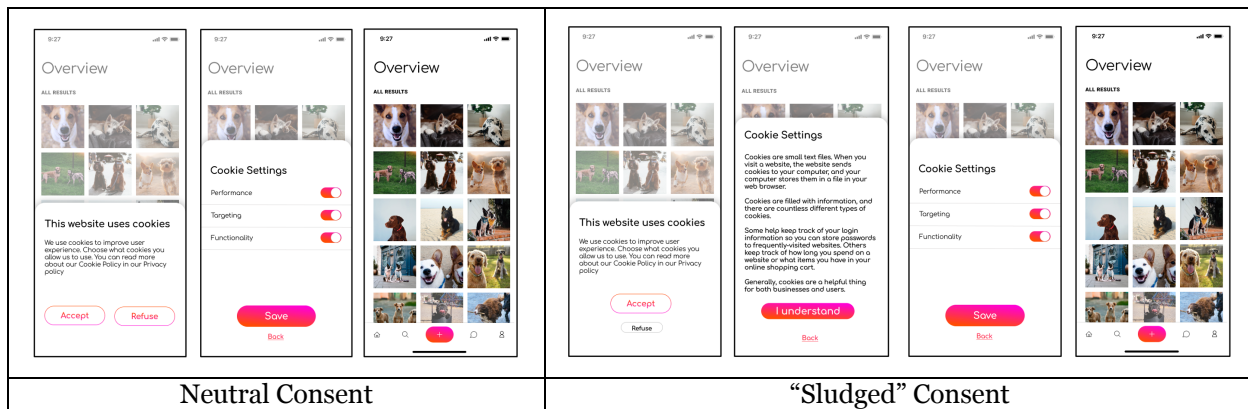 9:27
Overview
ALL RESULTS
This website uses cookies
We use cookies to improve user
experience. Choose what cookies you
allow us to use. You can read more
about our Cookie Policy in our Privacy
policy
Accept
Refuse
9:27
Overview
ALL RESULTS
Cookie Settings
Performance
Targeting
Functionality
Save
Back
9:27
Overview
ALL RESULTS
Neutral Consent
9:27
Overview
ALL RESULTS
This website uses cookies
We use cookies to improve user
experience. Choose what cookies you
allow us to use. You can read more
about our Cookie Policy in our Privacy
policy
Accept
Refuse
9:27
Overview
ALL RESULTS
Cookie Settings
Cookies are small text files. When you
visit a website, the website sends
cookies to your computer, and your
computer stores them in a file in your
web browser.
Cookies are filled with information, and
there are countless different types of
cookies.
Some help keep track of your login
information so you can store passwords
to frequently-visited websites. Others
keep track of how long you spend on a
website or what items you have in your
online shopping cart.
Generally, cookies are a helpful thing
for both businesses and users.
I understand
Back
9:27
Overview
ALL RESULTS
Cookie Settings
Performance
Targeting
Functionality
Save
Back
9:27
Overview
ALL RESULTS
“Sludged” Consent